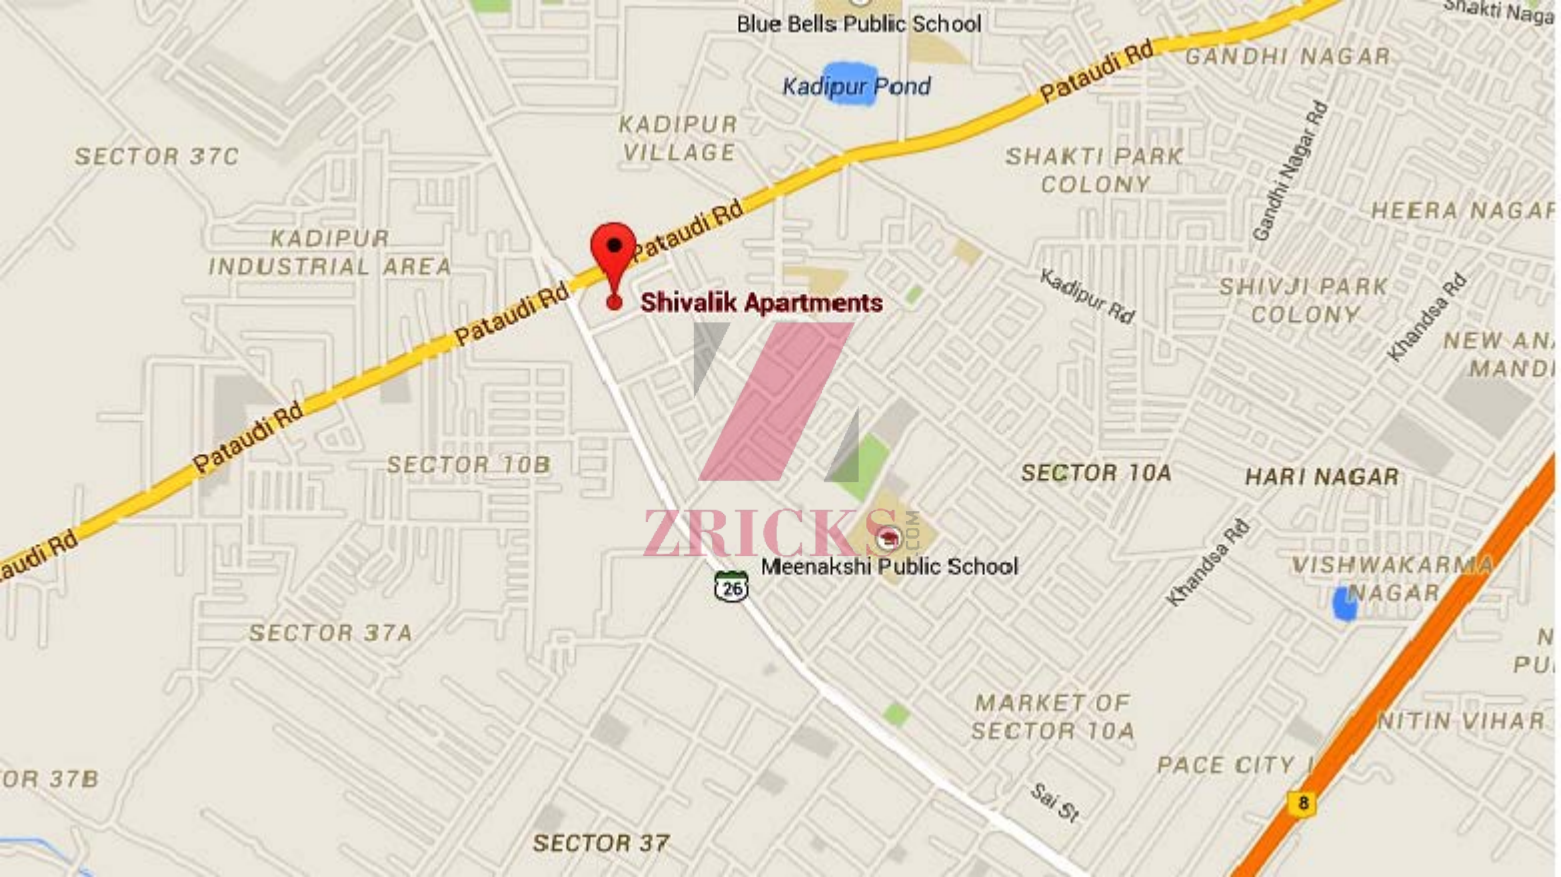 Blue Bells Public School
Shakti Naga
Pataudi Rd
GANDHI NAGAR
Kadipur Pond
KADIPUR
VILLAGE
SECTOR 37C
SHAKTI PARK
COLONY
Gandhi Nagar Rd
HEERA NAGAR
KADIPUR
INDUSTRIAL AREA
Pataudi Rd
Pataudi Rd
Shivalik Apartments
Kadipur Rd
SHIVJI PARK
COLONY
Khandsa Rd
NEW ANA
MANDI
Pataudi Rd
SECTOR 10B
SECTOR 10A
HARI NAGAR
audi Rd
ZRICKS
.COM
Meenakshi Public School
26
Khandsa Rd
VISHWAKARMA
NAGAR
SECTOR 37A
N
PU
MARKET OF
SECTOR 10A
NITIN VIHAR
OR 37B
PACE CITY I
Sai St
8
SECTOR 37